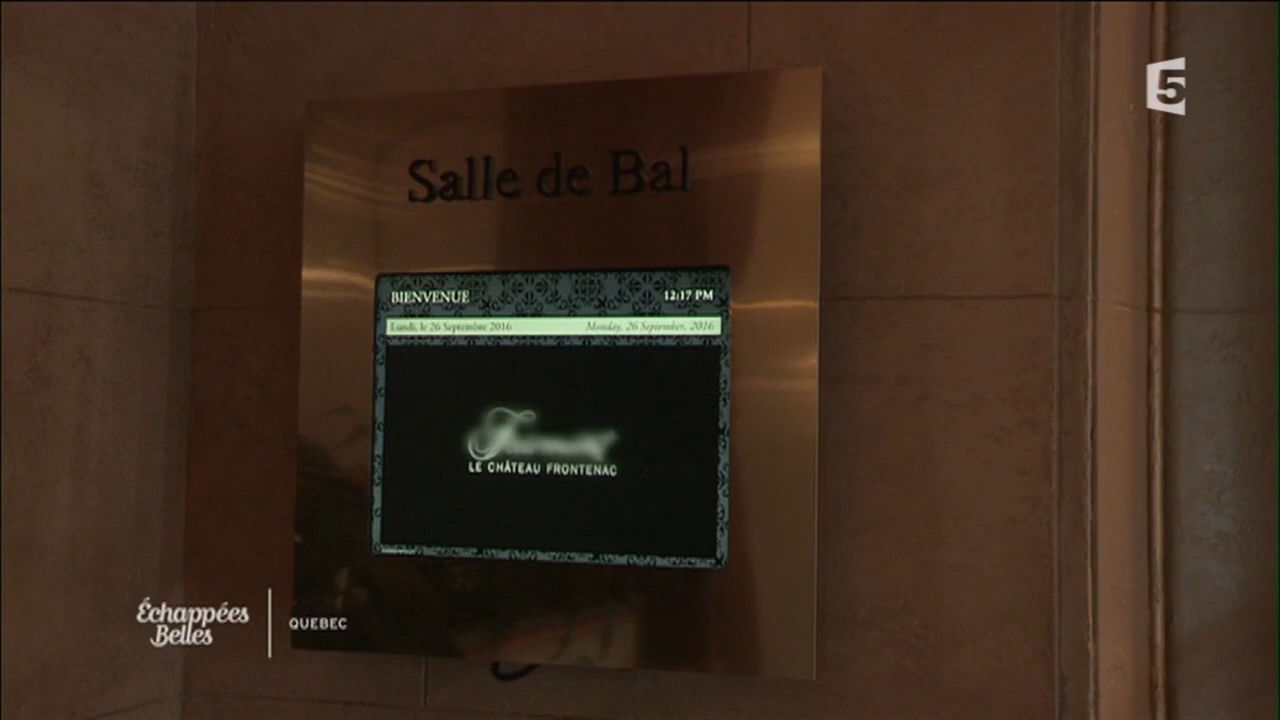 5
Salle de Bal
BIENVENUE
12:17 PM
Lundi, le 26 Septembre 2016
Monday, 26 September, 2016
LE CHÂTEAU FRONTENAC
Échappées
Belles
QUEBEC